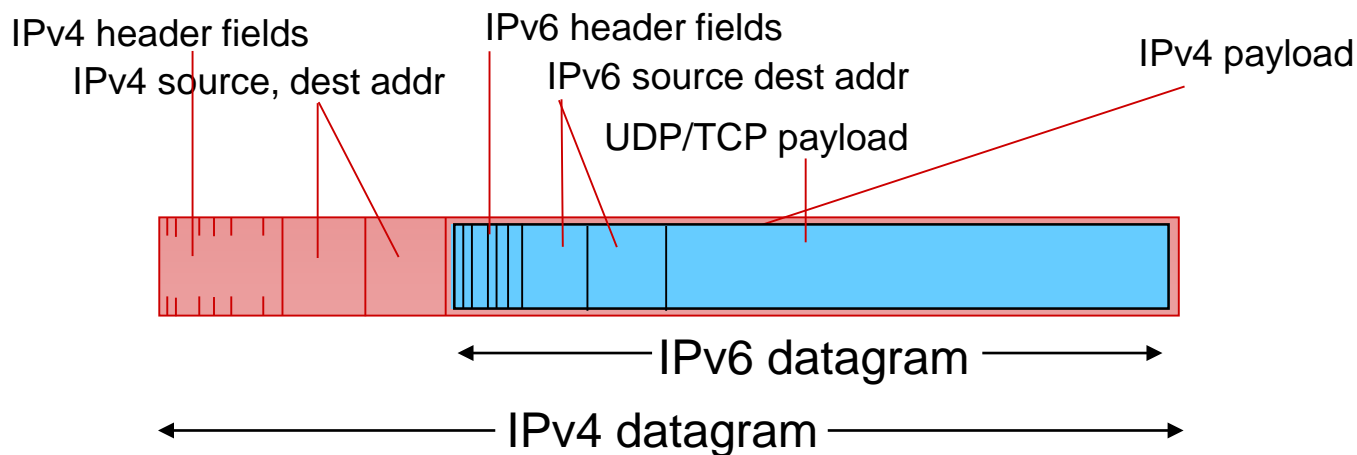 IPv4 header fields
IPv6 header fields
IPv4 payload
IPv4 source, dest addr
IPv6 source dest addr
UDP/TCP payload
IPv6 datagram
IPv4 datagram